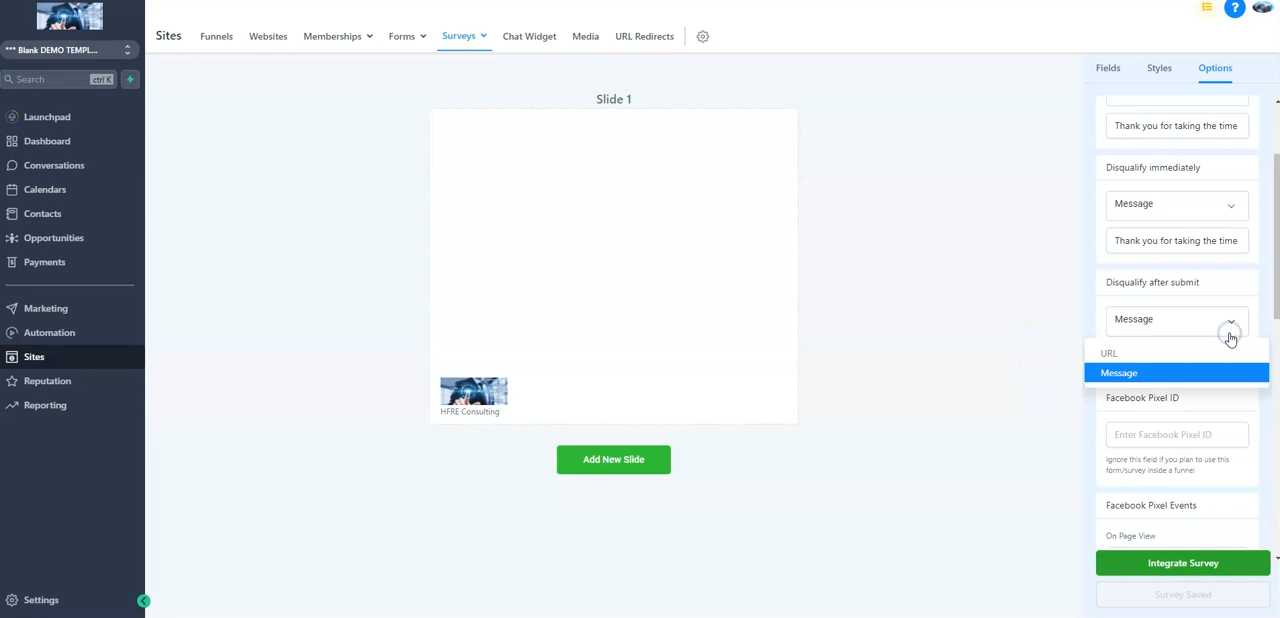 *** Blank DEMO TEMPL...
Search
ctrl K
Launchpad
Dashboard
Conversations
Calendars
Contacts
Opportunities
Payments
Marketing
Automation
Sites
Reputation
Reporting
Settings
Sites
Funnels
Websites
Memberships
Forms
Surveys
Chat Widget
Media
URL Redirects
?
Slide 1
HFRE Consulting
Add New Slide
Fields
Styles
Options
Thank you for taking the time
Disqualify immediately
Message
Thank you for taking the time
Disqualify after submit
Message
URL
Message
Facebook Pixel ID
Enter Facebook Pixel ID
Ignore this field if you plan to use this
form/survey inside a funnel
Facebook Pixel Events
On Page View
Integrate Survey
Survey Saved